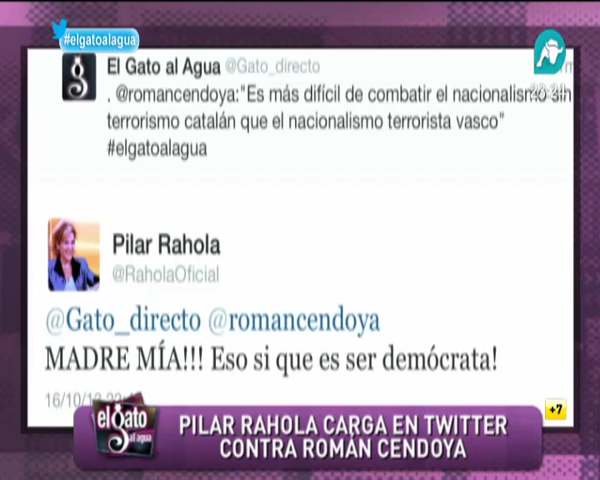 #elgatoalagua
El Gato al Agua @Gato_directo
. @romancendoya:"Es más difícil de combatir el nacionalismo sin
terrorismo catalán que el nacionalismo terrorista vasco"
#elgatoalagua
Pilar Rahola
@RaholaOficial
@Gato_directo @romancendoya
MADRE MÍA!!! Eso si que es ser demócrata!
16/10/
+7
el gato
al agua
PILAR RAHOLA CARGA EN TWITTER
CONTRA ROMÁN CENDOYA